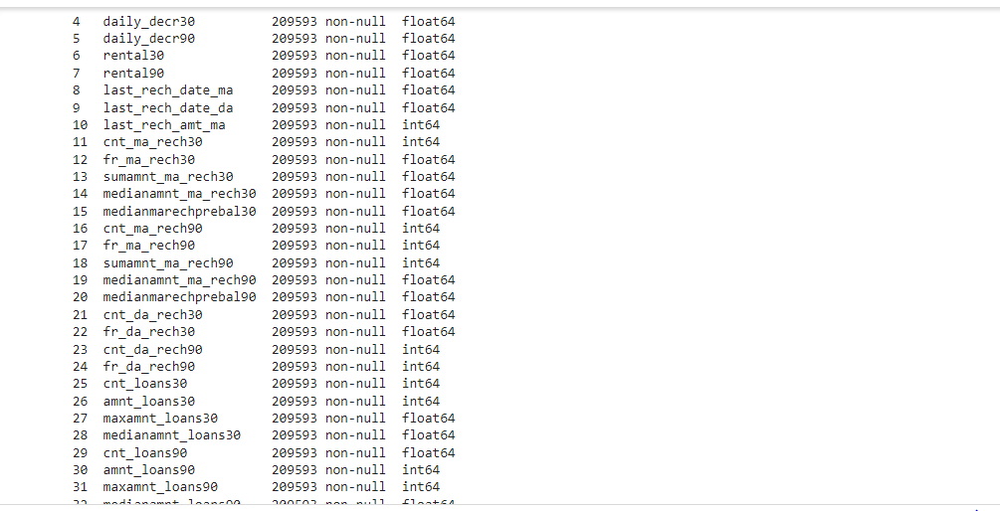 4 daily_decr30 209593 non-null float64
5 daily_decr90 209593 non-null float64
6 rental30 209593 non-null float64
7 rental90 209593 non-null float64
8 last_rech_date_ma 209593 non-null float64
9 last_rech_date_da 209593 non-null float64
10 last_rech_amt_ma 209593 non-null int64
11 cnt_ma_rech30 209593 non-null int64
12 fr_ma_rech30 209593 non-null float64
13 sumamnt_ma_rech30 209593 non-null float64
14 medianamnt_ma_rech30 209593 non-null float64
15 medianmarechprebal30 209593 non-null float64
16 cnt_ma_rech90 209593 non-null int64
17 fr_ma_rech90 209593 non-null int64
18 sumamnt_ma_rech90 209593 non-null int64
19 medianamnt_ma_rech90 209593 non-null float64
20 medianmarechprebal90 209593 non-null float64
21 cnt_da_rech30 209593 non-null float64
22 fr_da_rech30 209593 non-null float64
23 cnt_da_rech90 209593 non-null int64
24 fr_da_rech90 209593 non-null int64
25 cnt_loans30 209593 non-null int64
26 amnt_loans30 209593 non-null int64
27 maxamnt_loans30 209593 non-null float64
28 medianamnt_loans30 209593 non-null float64
29 cnt_loans90 209593 non-null float64
30 amnt_loans90 209593 non-null int64
31 maxamnt_loans90 209593 non-null int64
32 medianamnt_loans90 209593 non-null float64